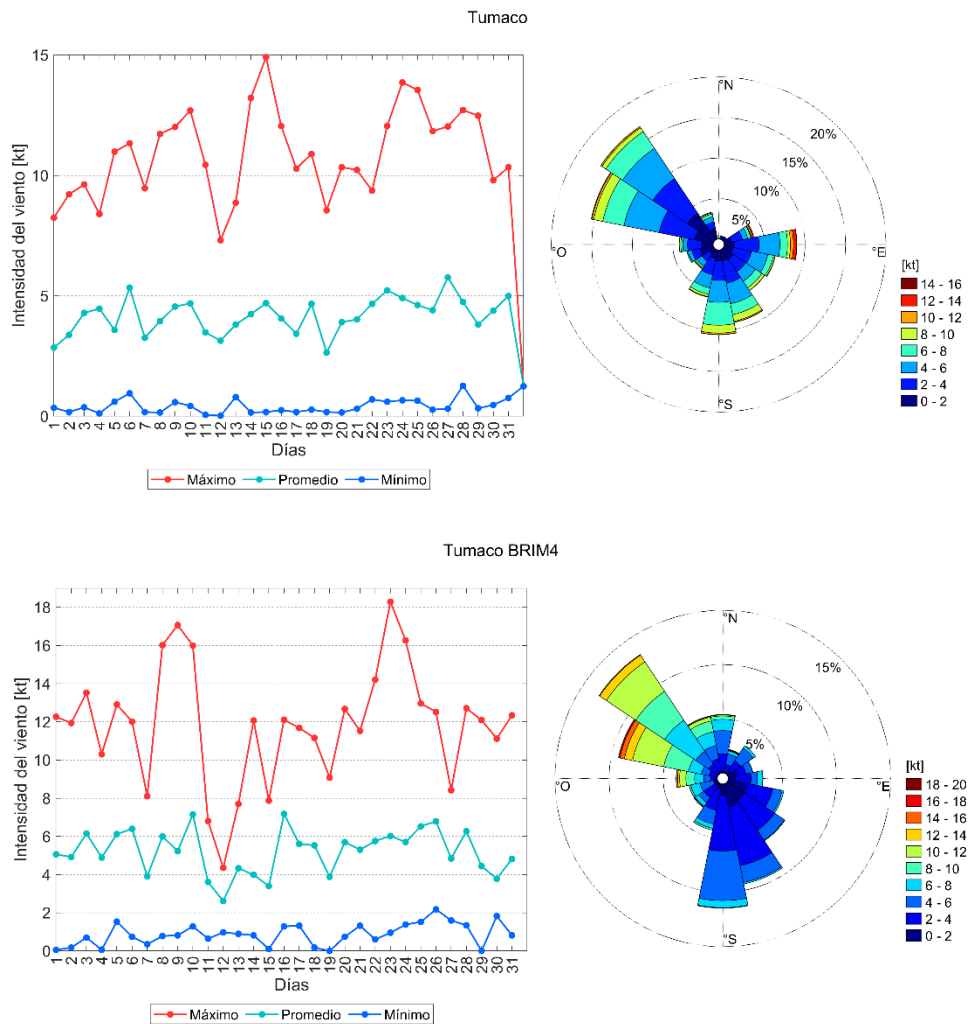 Tumaco
15
10
5
0
Intensidad del viento [kt]
1 2 3 4 5 6 7 8 9 10 11 12 13 14 15 16 17 18 19 20 21 22 23 24 25 26 27 28 29 30 31
Días
Máximo Promedio Mínimo
°N
20%
15%
10%
5%
°O
°E
°S
[kt]
14 - 16
12 - 14
10 - 12
8 - 10
6 - 8
4 - 6
2 - 4
0 - 2
Tumaco BRIM4
18
16
14
12
10
8
6
4
2
0
Intensidad del viento [kt]
1 2 3 4 5 6 7 8 9 10 11 12 13 14 15 16 17 18 19 20 21 22 23 24 25 26 27 28 29 30 31
Días
Máximo Promedio Mínimo
°N
15%
10%
5%
°O
°E
°S
[kt]
18 - 20
16 - 18
14 - 16
12 - 14
10 - 12
8 - 10
6 - 8
4 - 6
2 - 4
0 - 2